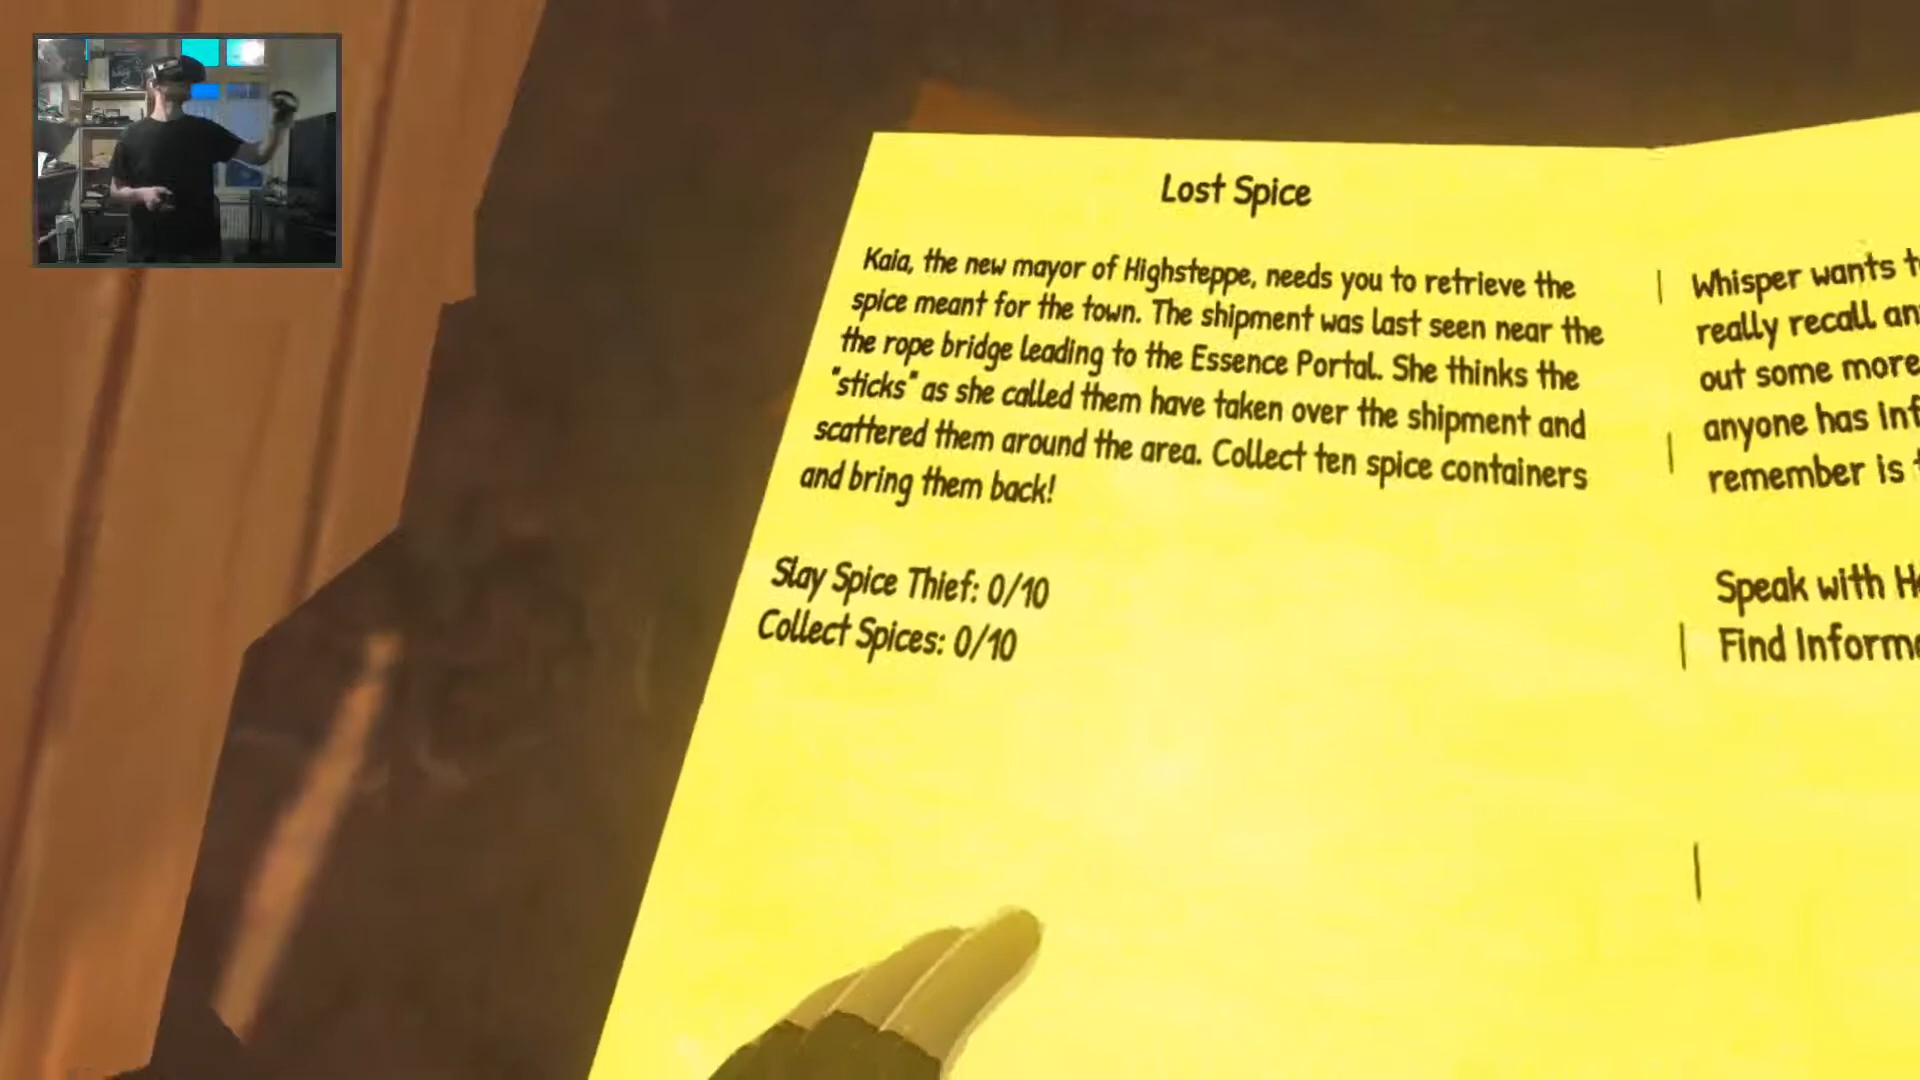 Lost Spice
Kaia, the new mayor of Highsteppe, needs you to retrieve the
spice meant for the town. The shipment was last seen near the
the rope bridge leading to the Essence Portal. She thinks the
"sticks" as she called them have taken over the shipment and
scattered them around the area. Collect ten spice containers
and bring them back!
Slay Spice Thief: 0/10
Collect Spices: 0/10
Whisper wants
really recall
out some more
anyone has
remember is
Speak with
Find